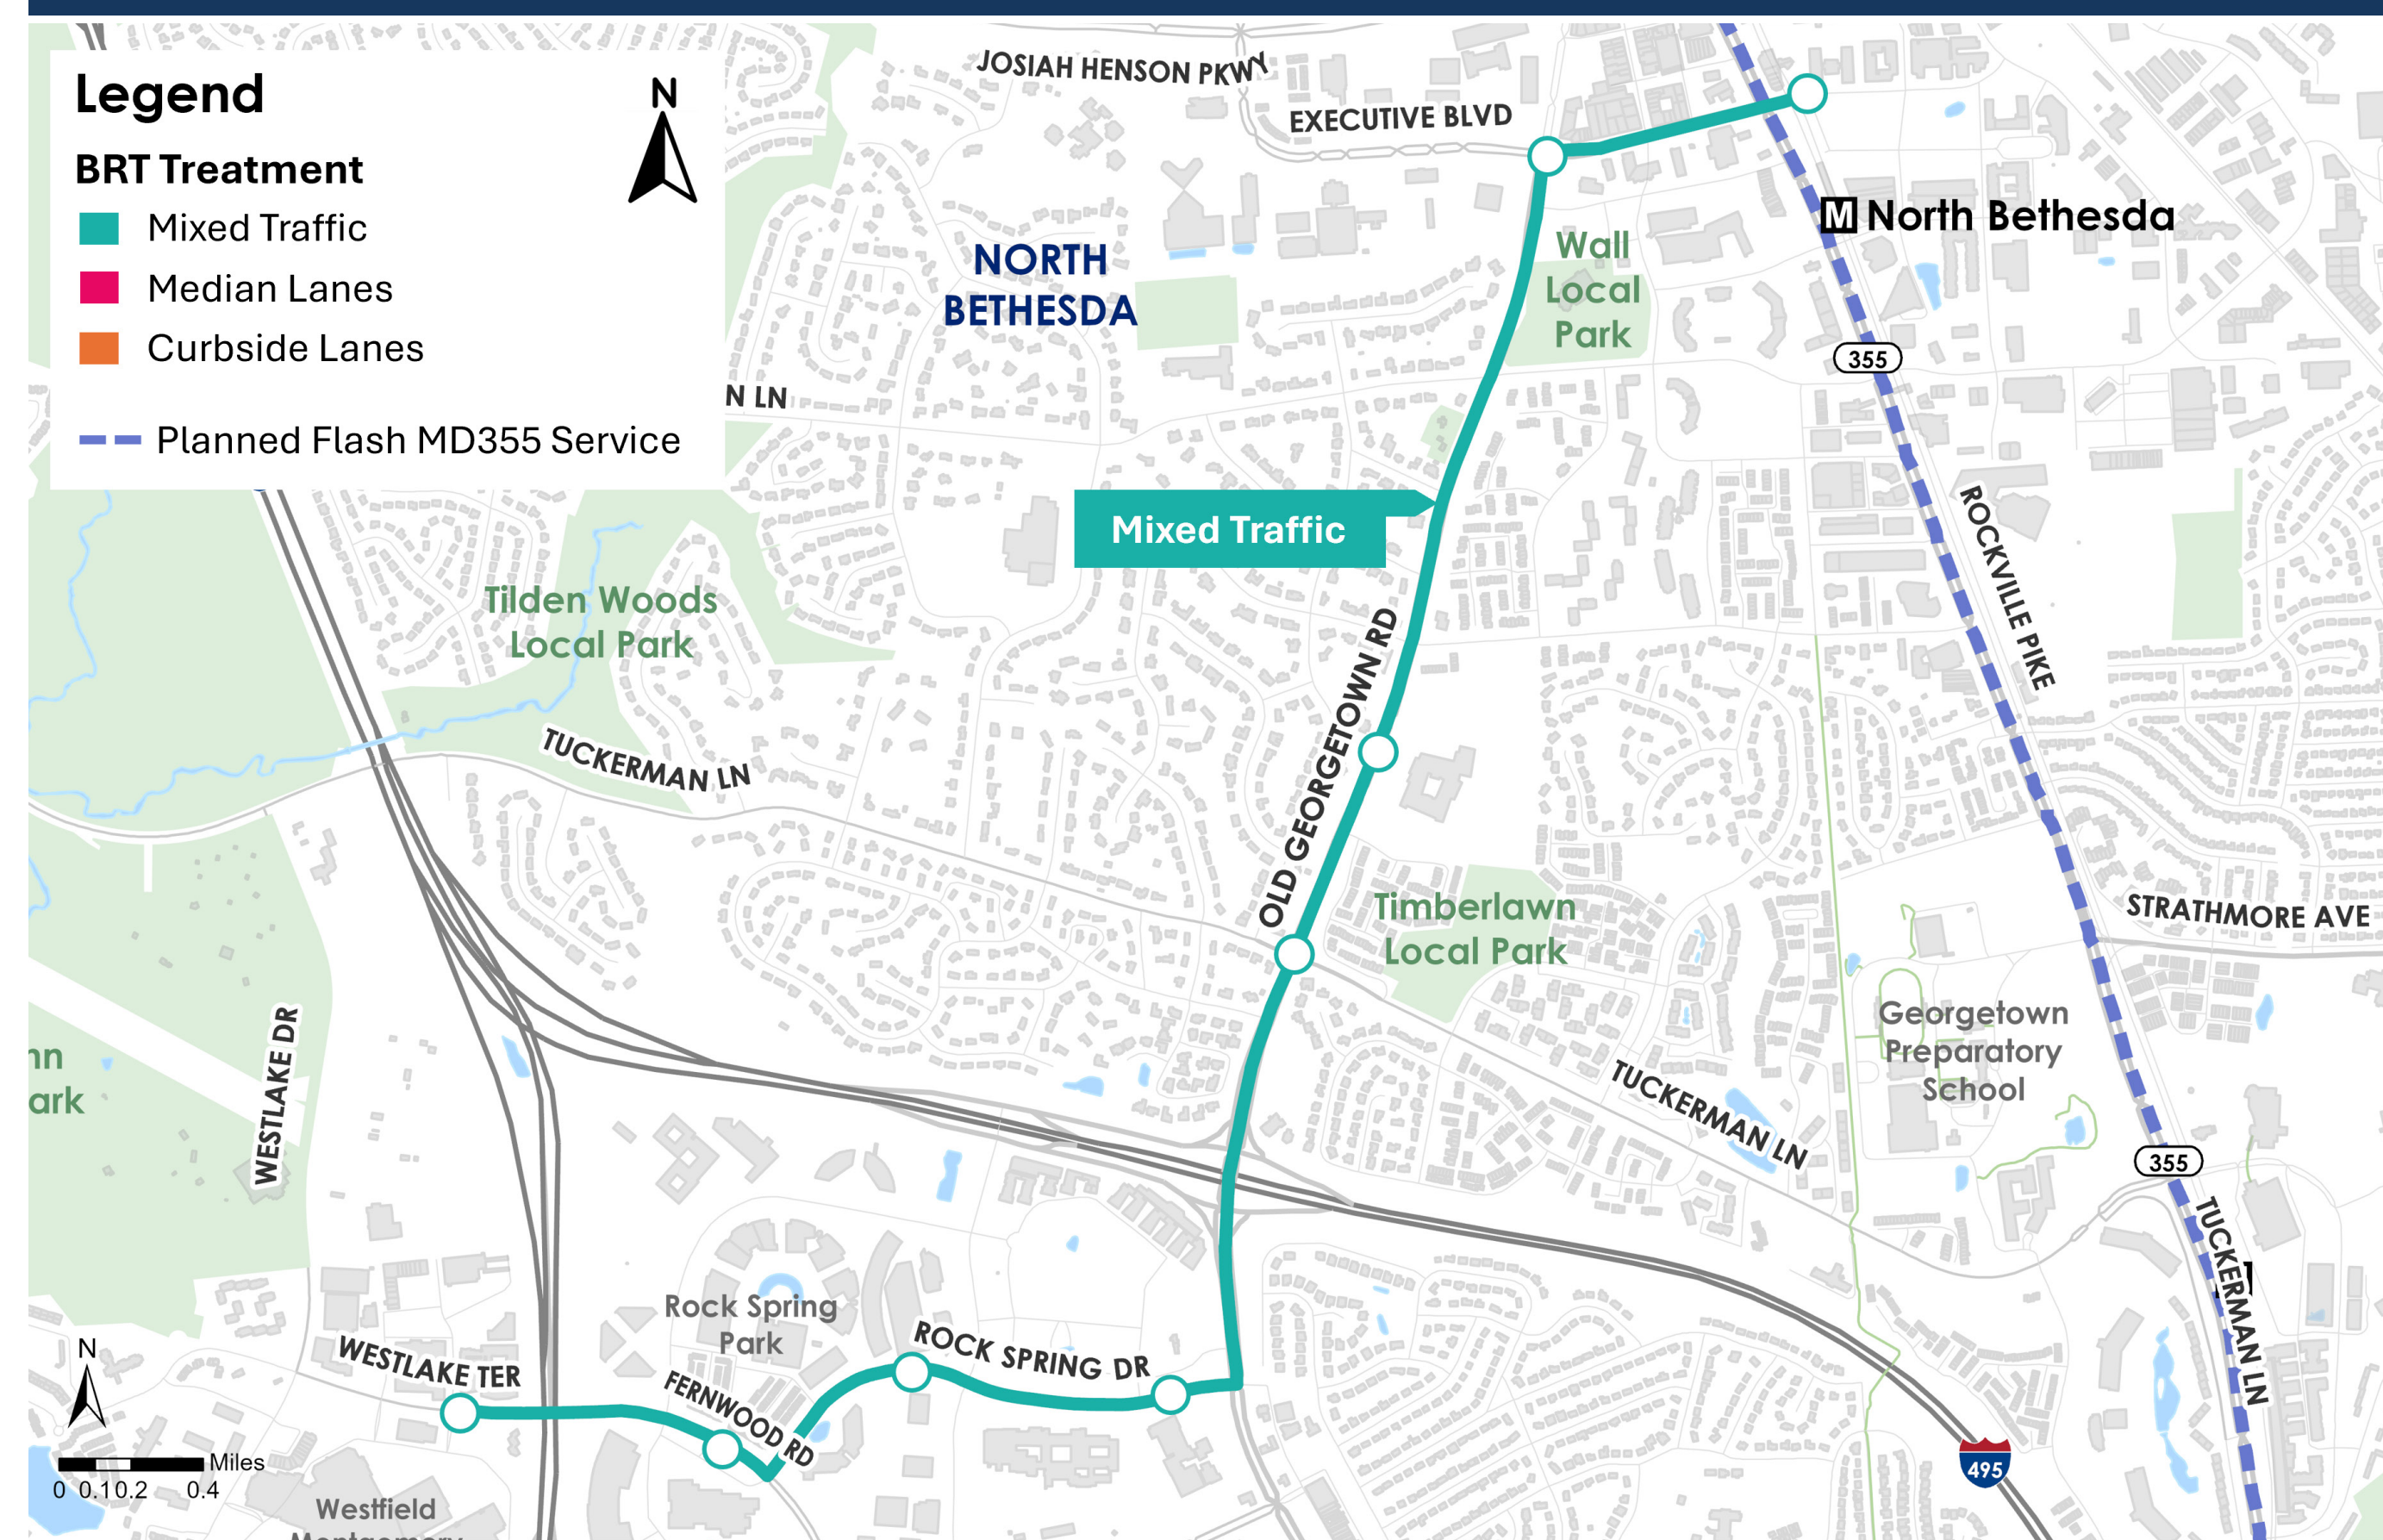 Legend
N
BRT Treatment
Mixed Traffic
Median Lanes
Curbside Lanes
Planned Flash MD355 Service
JOSIAH HENSON PKWY
EXECUTIVE BLVD
M North Bethesda
NORTH
BETHESDA
Wall
Local
Park
355
N LN
Mixed Traffic
ROCKVILLE PIKE
Tilden Woods
Local Park
OLD GEORGETOWN RD
TUCKERMAN LN
Timberlawn
Local Park
STRATHMORE AVE
Georgetown
Preparatory
School
nn
ark
WESTLAKE DR
TUCKERMAN LN
355
TUCKERMAN LN
Rock Spring
Park
ROCK SPRING DR
WESTLAKE TER
FERNWOOD RD
N
Miles
0 0.10.2 0.4
495
Westfield
Montgomery